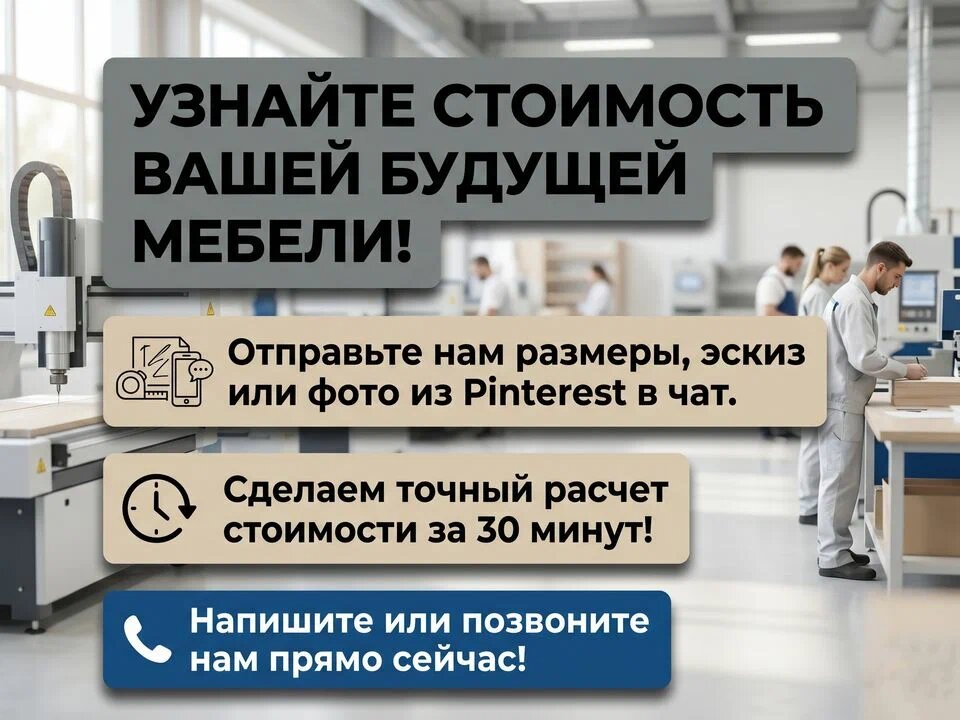 УЗНАЙТЕ СТОИМОСТЬ
ВАШЕЙ БУДУЩЕЙ
МЕБЕЛИ!
Отправьте нам размеры, эскиз
или фото из Pinterest в чат.
Сделаем точный расчет
стоимости за 30 минут!
Напишите или позвоните
нам прямо сейчас!